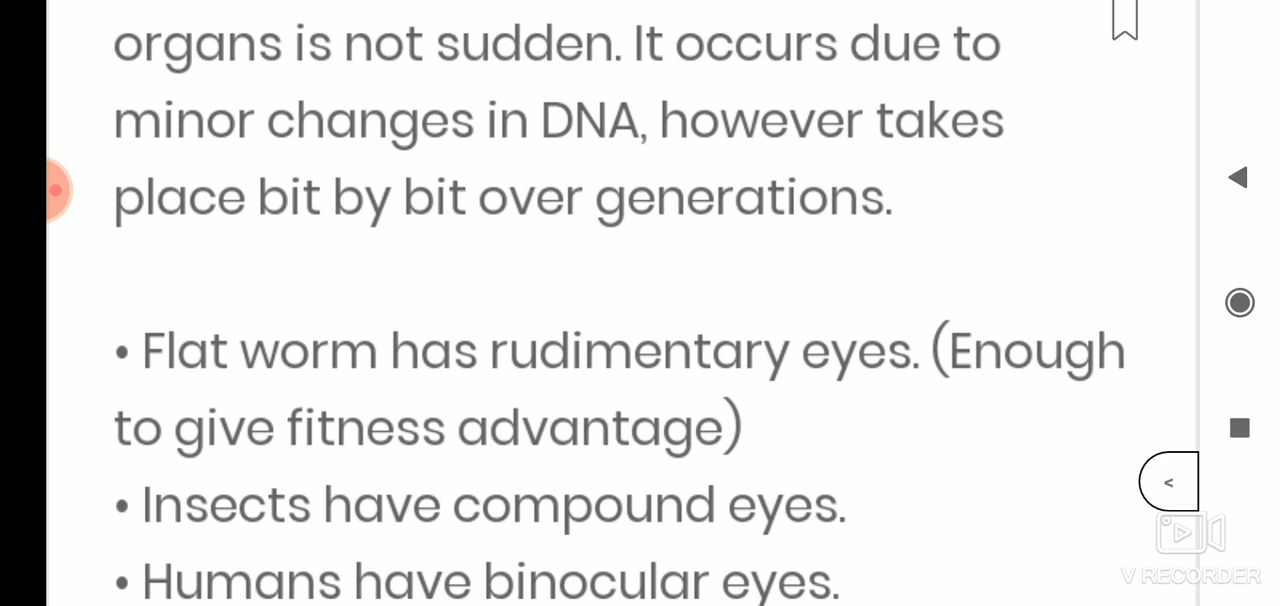 organs is not sudden. It occurs due to
minor changes in DNA, however takes
place bit by bit over generations.
• Flat worm has rudimentary eyes. (Enough
to give fitness advantage)
• Insects have compound eyes.
<
• Humans have binocular eyes.
V RECORDER